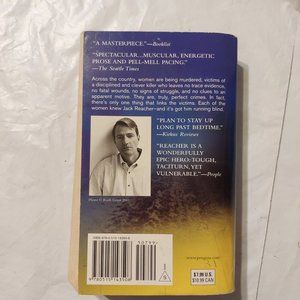 "A MASTERPIECE."—Booklist
"SPECTACULAR...MUSCULAR, ENERGETIC
PROSE AND PELL-MELL PACING."
—The Seattle Times
Across the country, women are being murdered, victims of
a disciplined and clever killer who leaves no trace evidence,
no fatal wounds, no signs of struggle, and no clues to an
apparent motive. They are, truly, perfect crimes. In fact,
there's only one thing that links the victims. Each of the
women knew Jack Reacher—and it's got him running blind.
"PLAN TO STAY UP
LONG PAST BEDTIME."
—Kirkus Reviews
"REACHER IS A
WONDERFULLY
EPIC HERO: TOUGH,
TACITURN, YET
VULNERABLE."—People
www.penguin.com
$7.99 U.S.
$10.99 CAN